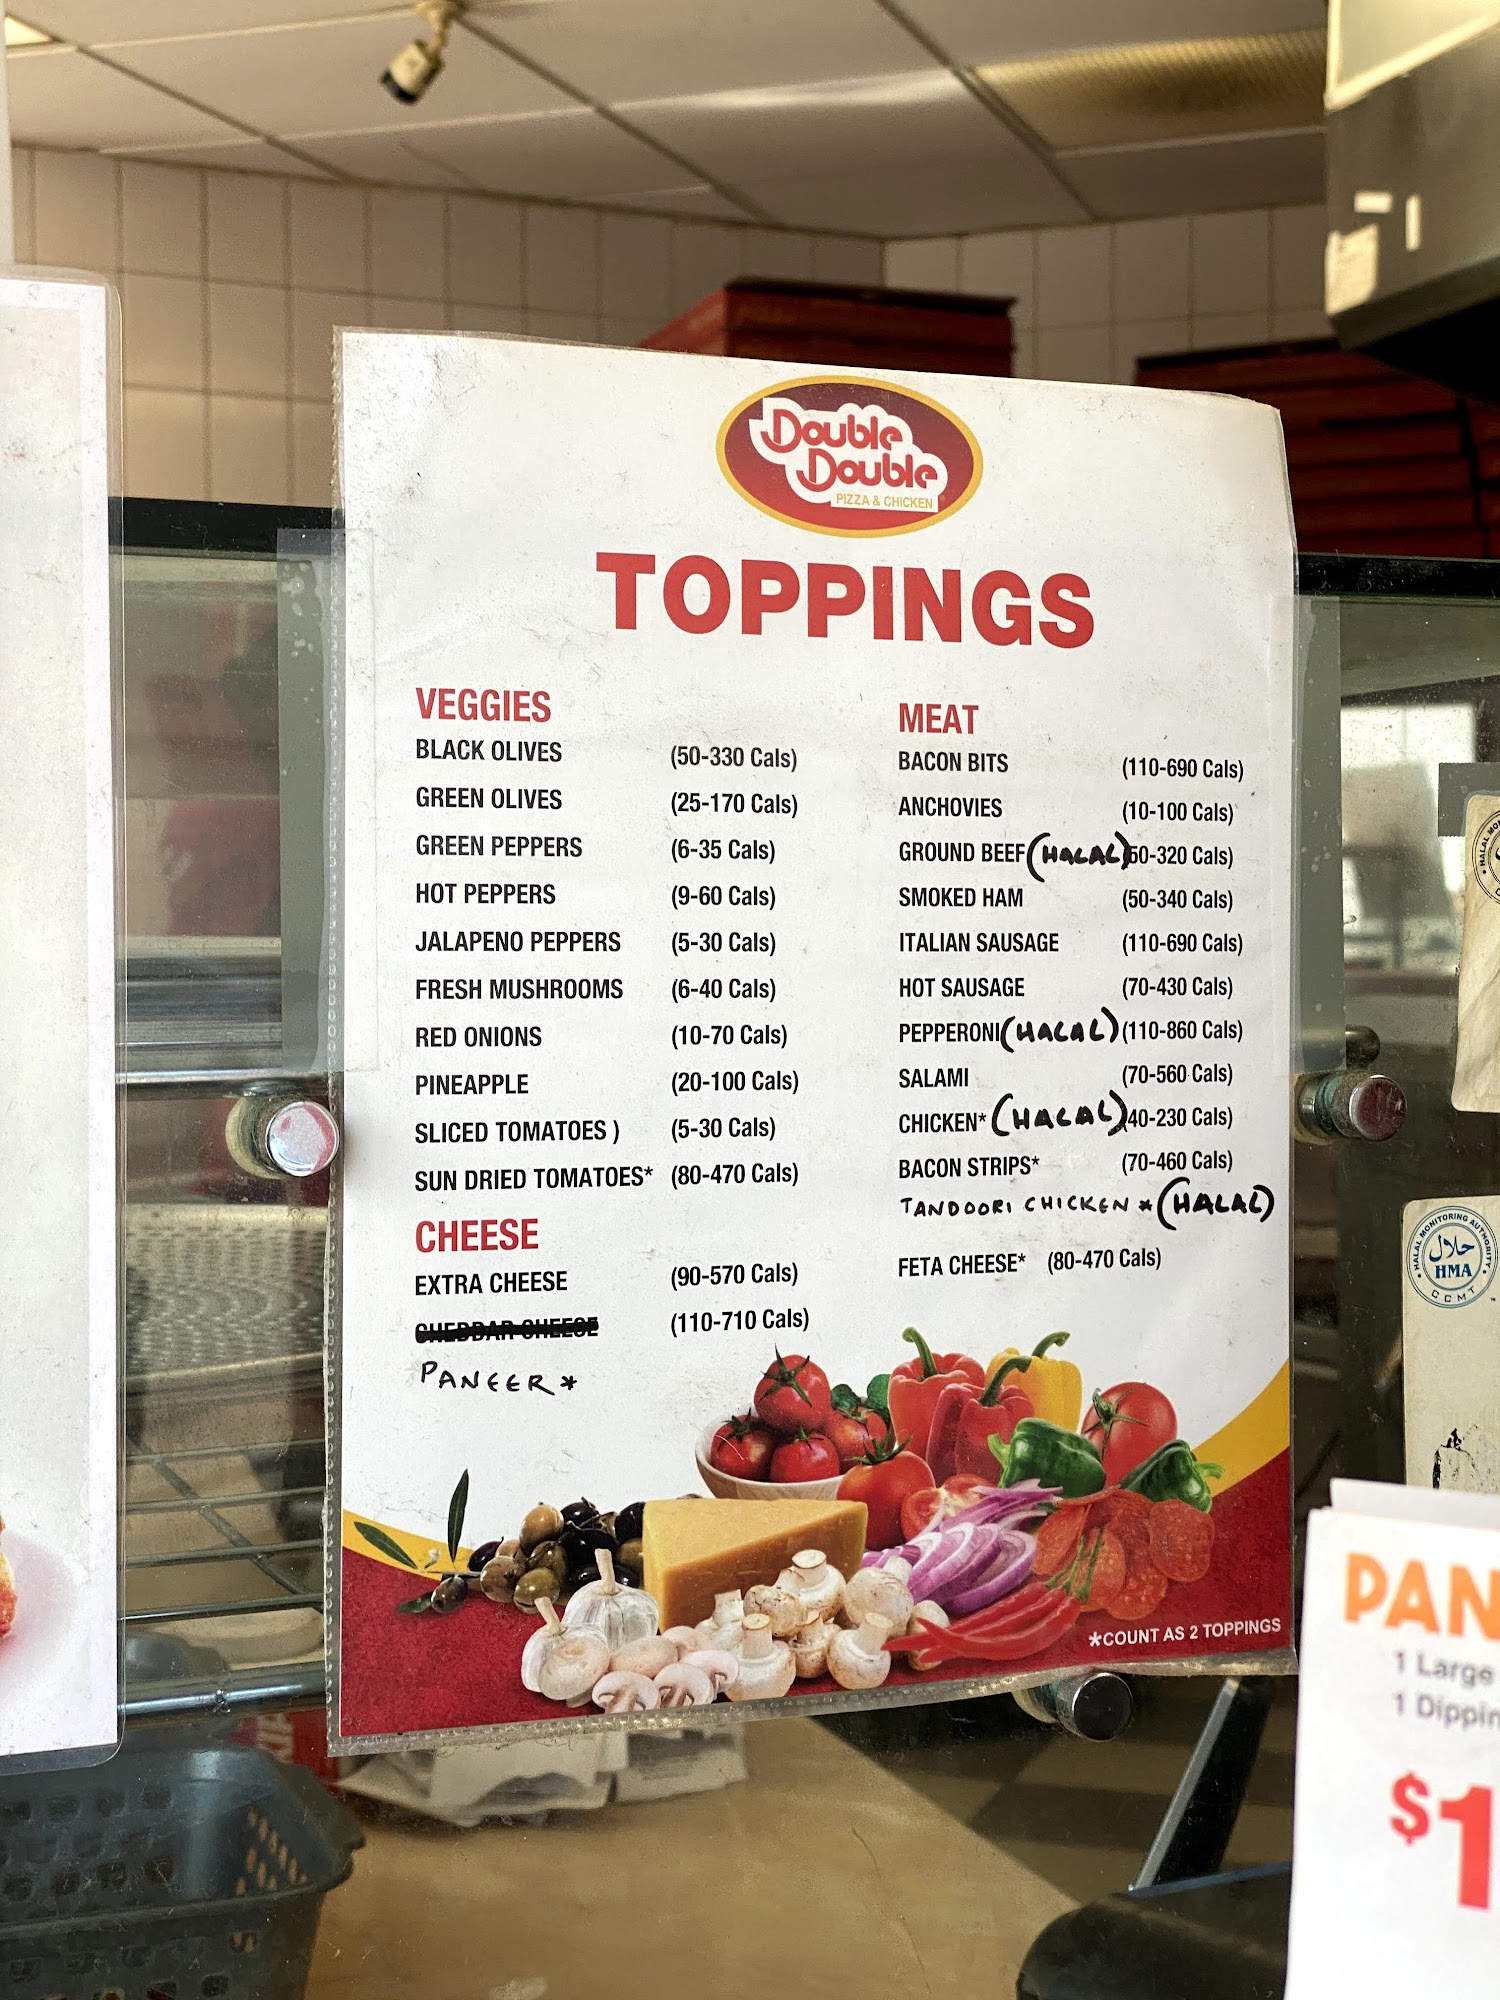 Double
Double
PIZZA & CHICKEN
TOPPINGS
VEGGIES
BLACK OLIVES (50-330 Cals)
GREEN OLIVES (25-170 Cals)
GREEN PEPPERS (6-35 Cals)
HOT PEPPERS (9-60 Cals)
JALAPENO PEPPERS (5-30 Cals)
FRESH MUSHROOMS (6-40 Cals)
RED ONIONS (10-70 Cals)
PINEAPPLE (20-100 Cals)
SLICED TOMATOES ) (5-30 Cals)
SUN DRIED TOMATOES* (80-470 Cals)
CHEESE
EXTRA CHEESE (90-570 Cals)
CHEDDAR CHEESE (110-710 Cals)
PANEER *
MEAT
BACON BITS (110-690 Cals)
ANCHOVIES (10-100 Cals)
GROUND BEEF (HALAL) 50-320 Cals)
SMOKED HAM (50-340 Cals)
ITALIAN SAUSAGE (110-690 Cals)
HOT SAUSAGE (70-430 Cals)
PEPPERONI (HALAL) (110-860 Cals)
SALAMI (70-560 Cals)
CHICKEN* (HALAL) 40-230 Cals)
BACON STRIPS* (70-460 Cals)
TANDOORI CHICKEN * (HALAL)
FETA CHEESE* (80-470 Cals)
*COUNT AS 2 TOPPINGS
HALAL MONITORING AUTHORITY
حلال
HMA
CCMT
PAN
1 Large
1 Dippin
$1